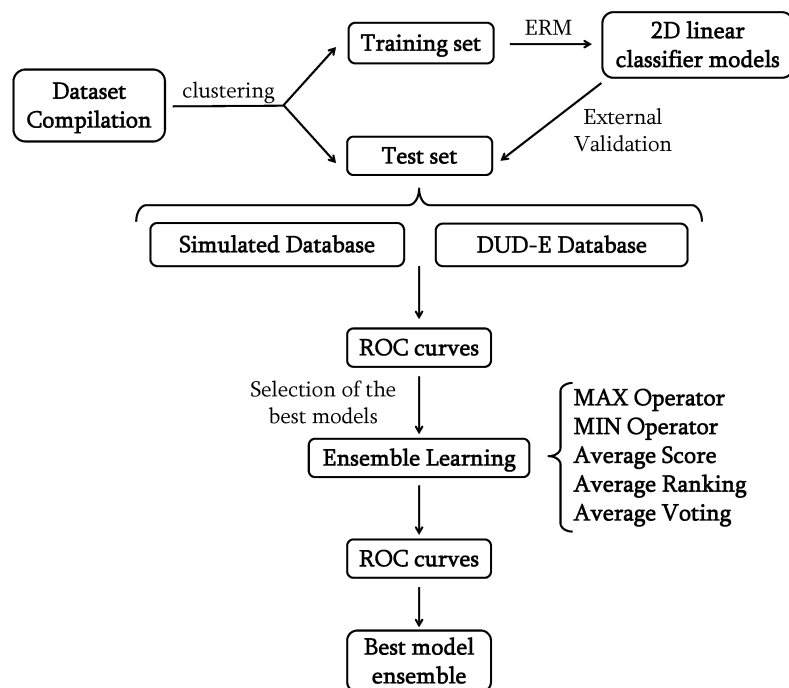 Training set
ERM
2D linear
classifier models
Dataset
Compilation
clustering
External
Validation
Test set
Simulated Database
DUD-E Database
ROC curves
Selection of the
best models
MAX Operator
MIN Operator
Ensemble Learning
Average Score
Average Ranking
Average Voting
ROC curves
Best model
ensemble